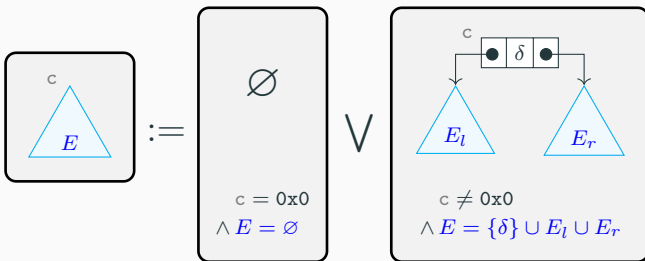 c
E
:=
∅
c = 0x0
∧ E = ∅
∨
c
δ
E_l
E_r
c ≠ 0x0
∧ E = {δ} ∪ E_l ∪ E_r